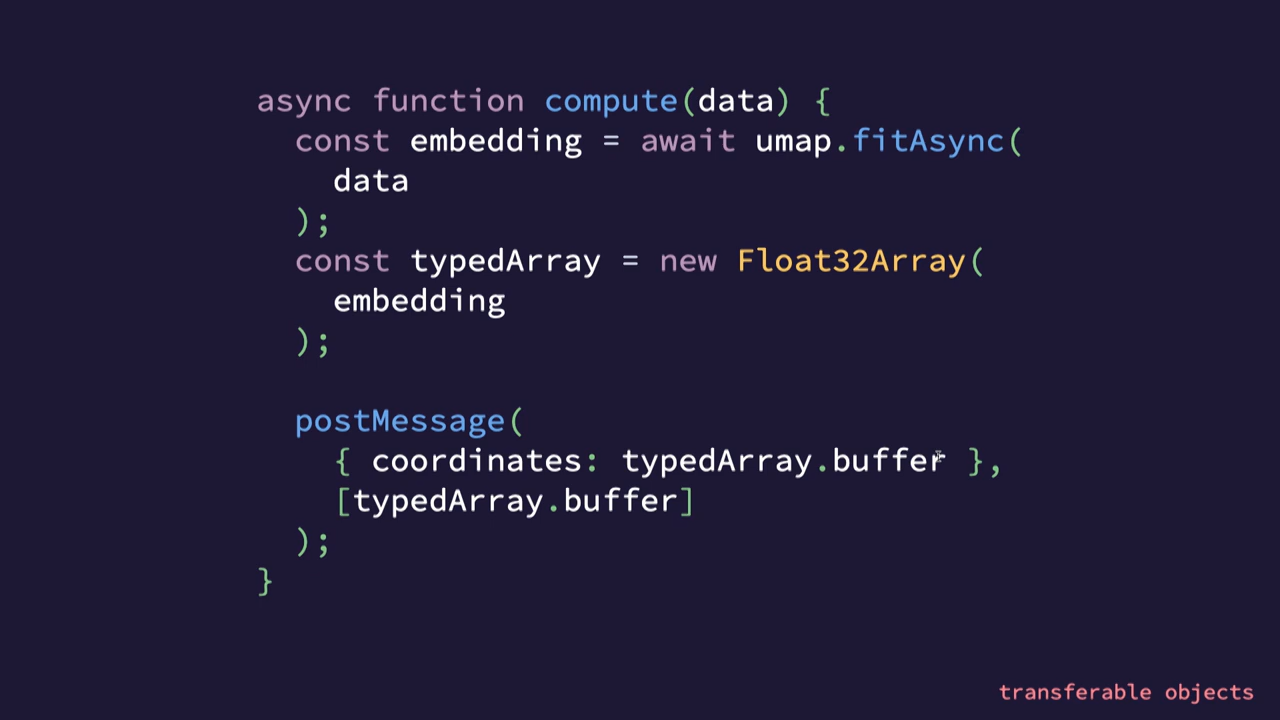 async function compute(data) {
  const embedding = await umap.fitAsync(
    data
  );
  const typedArray = new Float32Array(
    embedding
  );

  postMessage(
    { coordinates: typedArray.buffer },
    [typedArray.buffer]
  );
}
transferable objects